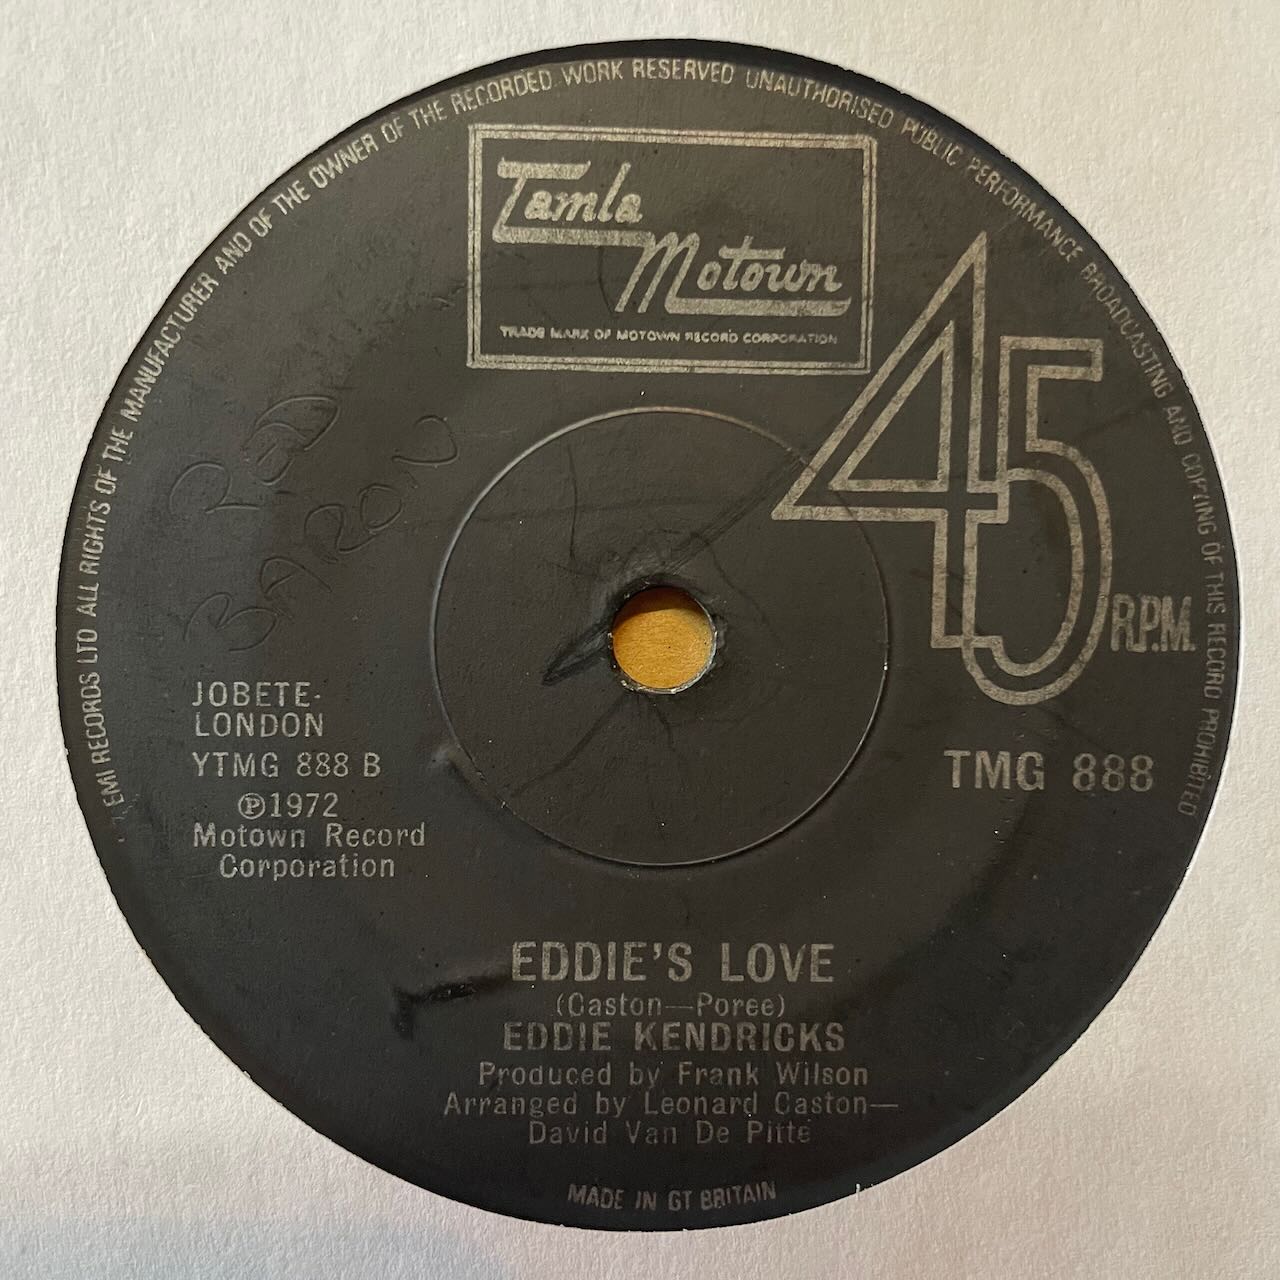 EMI RECORDS LTD ALL RIGHTS OF THE MANUFACTURER AND OF THE OWNER OF THE RECORDED WORK RESERVED UNAUTHORISED PUBLIC PERFORMANCE BROADCASTING AND COPYING OF THIS RECORD PROHIBITED
Tamla
Motown
TRADE MARK OF MOTOWN RECORD CORPORATION
45
R.P.M.
BYRON
JOBETE-
LONDON
YTMG 888 B
℗1972
Motown Record
Corporation
TMG 888
EDDIE'S LOVE
(Caston—Poree)
EDDIE KENDRICKS
Produced by Frank Wilson
Arranged by Leonard Caston—
David Van De Pitte
MADE IN GT BRITAIN